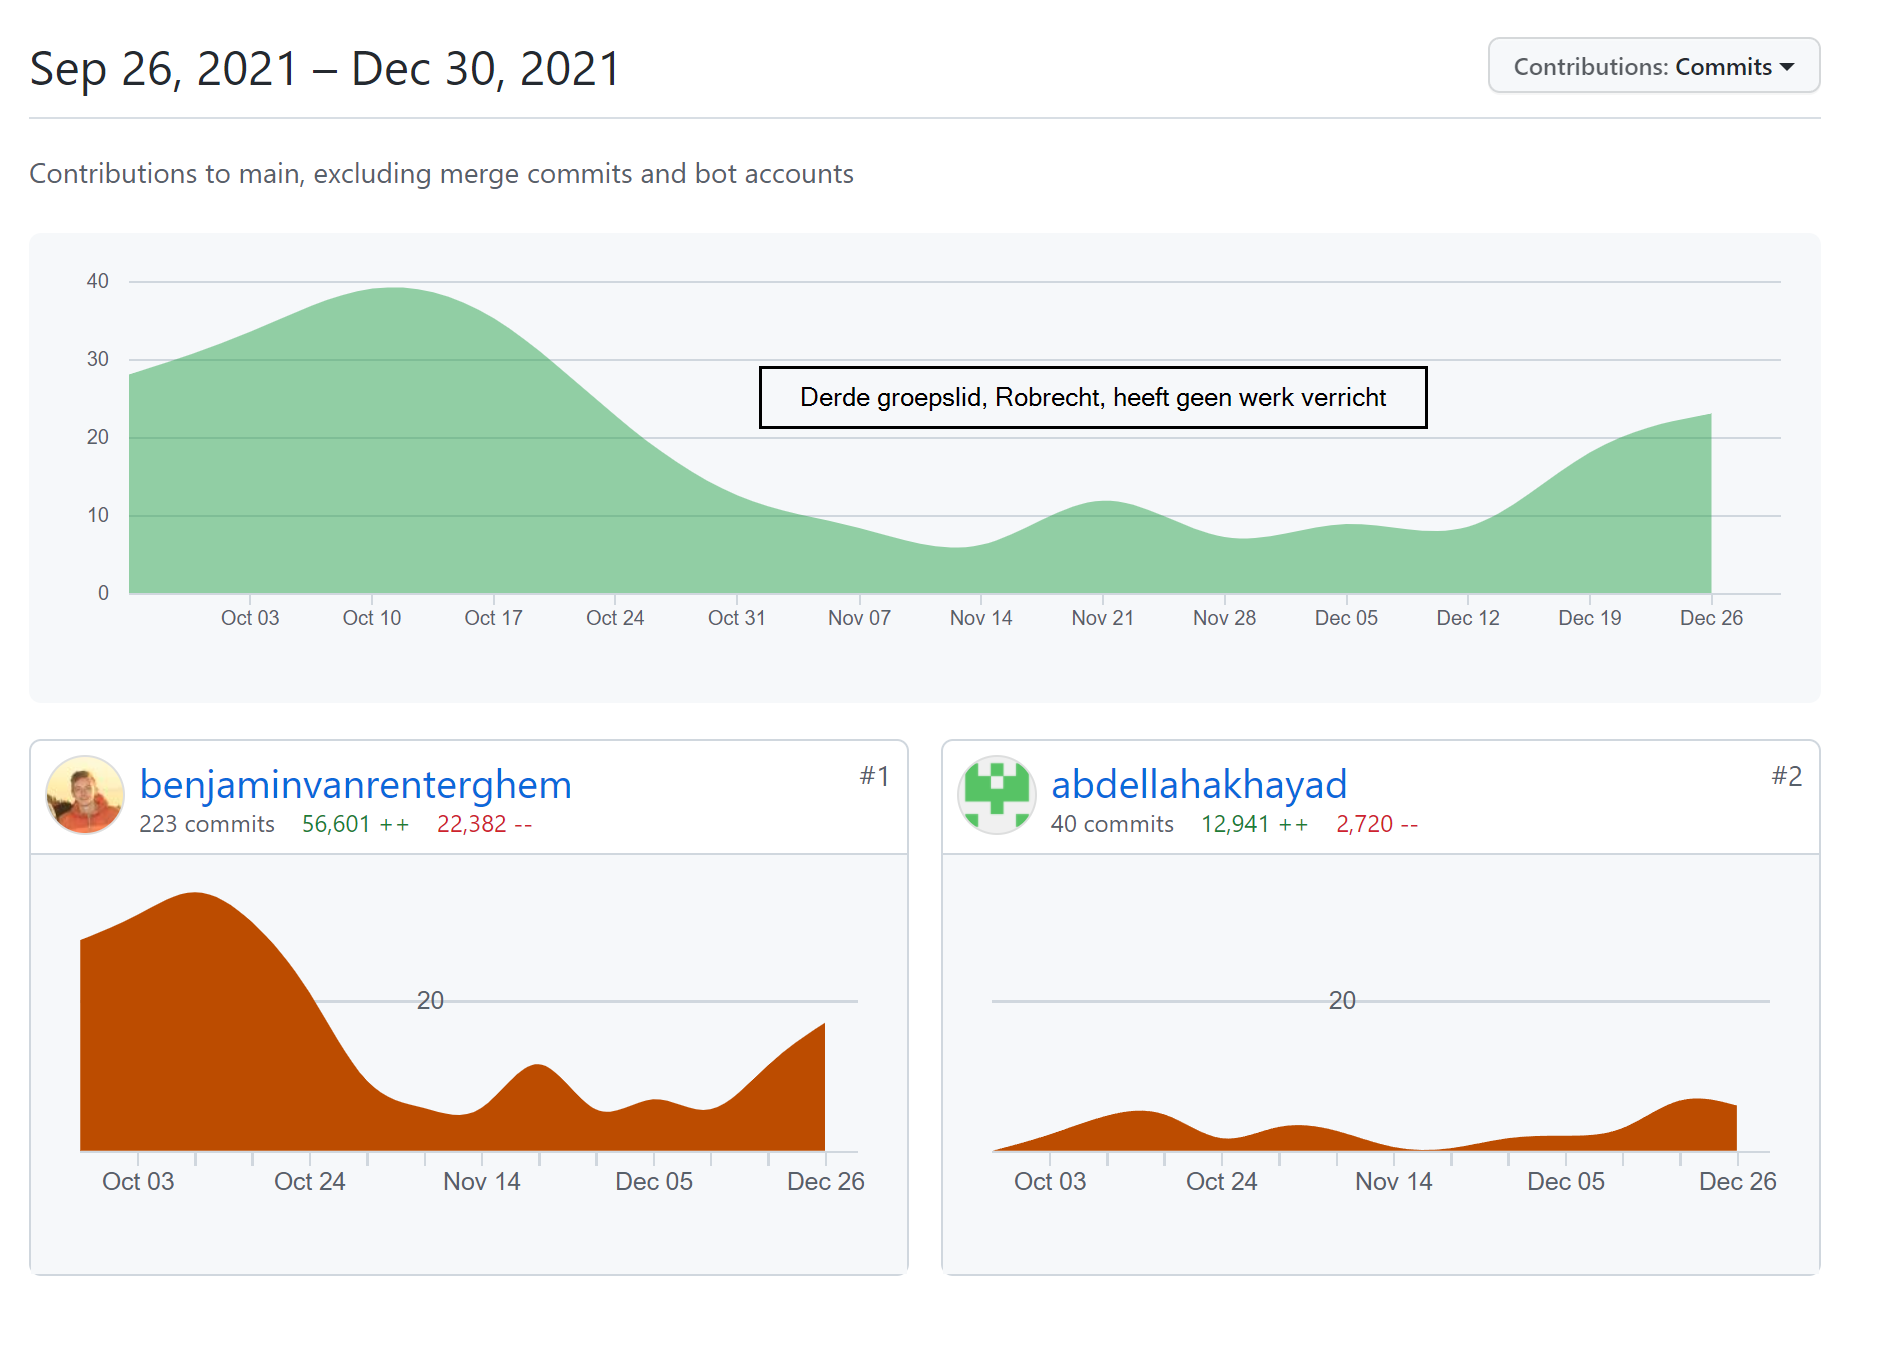 Sep 26, 2021 – Dec 30, 2021
Contributions: Commits
Contributions to main, excluding merge commits and bot accounts
40
30
Derde groepslid, Robrecht, heeft geen werk verricht
20
10
0
Oct 03 Oct 10 Oct 17 Oct 24 Oct 31 Nov 07 Nov 14 Nov 21 Nov 28 Dec 05 Dec 12 Dec 19 Dec 26
benjaminvanrenterghem #1
223 commits 56,601 ++ 22,382 --
20
Oct 03 Oct 24 Nov 14 Dec 05 Dec 26
abdellahakhayad #2
40 commits 12,941 ++ 2,720 --
20
Oct 03 Oct 24 Nov 14 Dec 05 Dec 26